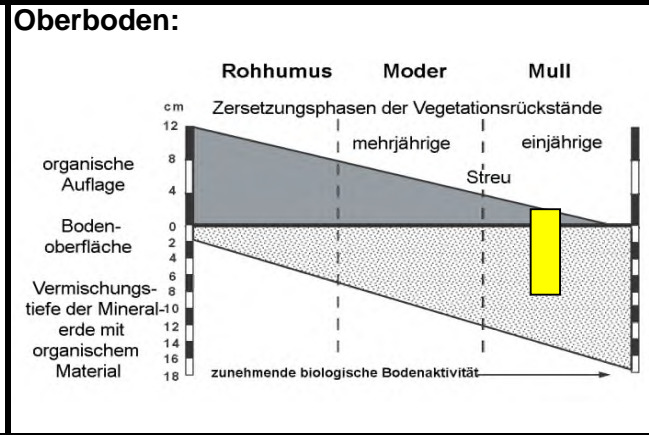 Oberboden:
Rohhumus Moder Mull
cm Zersetzungsphasen der Vegetationsrückstände
12
mehrjährige einjährige
8
organische
Auflage
Streu
4
Boden-
oberfläche
0
2
4
6
8
10
12
14
16
18
Vermischungs-
tiefe der Mineral-
erde mit
organischem
Material
zunehmende biologische Bodenaktivität